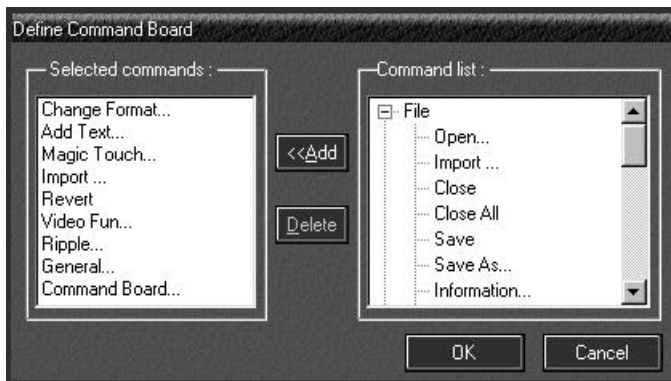 Define Command Board
Selected commands :
Change Format...
Add Text...
Magic Touch...
Import ...
Revert
Video Fun...
Ripple...
General...
Command Board...
<<Add
Delete
Command list :
File
Open...
Import ...
Close
Close All
Save
Save As...
Information...
OK
Cancel